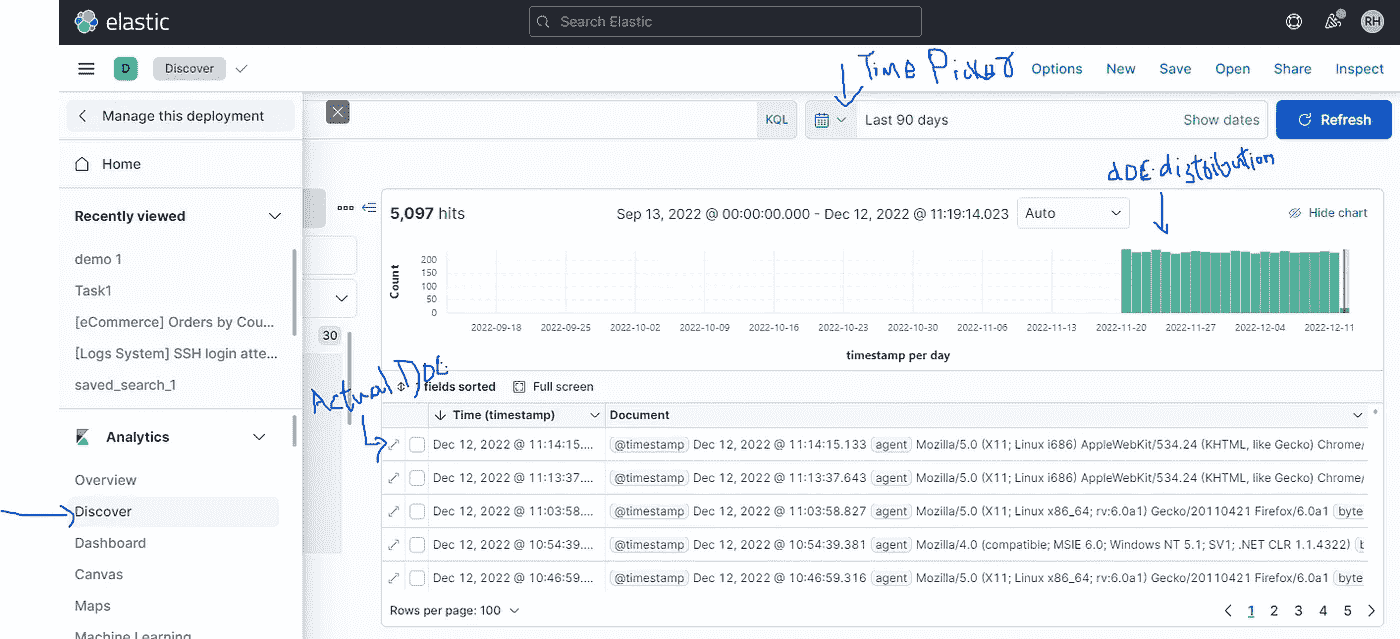 elastic
Search Elastic
RH
D
Discover
Time Picker
Options
New
Save
Open
Share
Inspect
Manage this deployment
KQL
Last 90 days
Show dates
Refresh
Home
dDE distribution
Recently viewed
5,097 hits
Sep 13, 2022 @ 00:00:00.000 - Dec 12, 2022 @ 11:19:14.023
Auto
Hide chart
demo 1
Task1
[eCommerce] Orders by Cou...
[Logs System] SSH login atte...
saved_search_1
Count
200
150
100
50
0
2022-09-18
2022-09-25
2022-10-02
2022-10-09
2022-10-16
2022-10-23
2022-10-30
2022-11-06
2022-11-13
2022-11-20
2022-11-27
2022-12-04
2022-12-11
timestamp per day
30
Actual
fields sorted
Full screen
Time (timestamp)
Document
Analytics
Overview
Discover
Dashboard
Canvas
Maps
Machine Learning
Dec 12, 2022 @ 11:14:15.... @timestamp Dec 12, 2022 @ 11:14:15.133 agent Mozilla/5.0 (X11; Linux i686) AppleWebKit/534.24 (KHTML, like Gecko) Chrome/
Dec 12, 2022 @ 11:13:37.... @timestamp Dec 12, 2022 @ 11:13:37.643 agent Mozilla/5.0 (X11; Linux i686) AppleWebKit/534.24 (KHTML, like Gecko) Chrome/
Dec 12, 2022 @ 11:03:58.... @timestamp Dec 12, 2022 @ 11:03:58.827 agent Mozilla/5.0 (X11; Linux x86_64; rv:6.0a1) Gecko/20110421 Firefox/6.0a1 byte
Dec 12, 2022 @ 10:54:39.... @timestamp Dec 12, 2022 @ 10:54:39.381 agent Mozilla/4.0 (compatible; MSIE 6.0; Windows NT 5.1; SV1; .NET CLR 1.1.4322)
Dec 12, 2022 @ 10:46:59.... @timestamp Dec 12, 2022 @ 10:46:59.316 agent Mozilla/5.0 (X11; Linux x86_64; rv:6.0a1) Gecko/20110421 Firefox/6.0a1 byte
Rows per page: 100
1 2 3 4 5